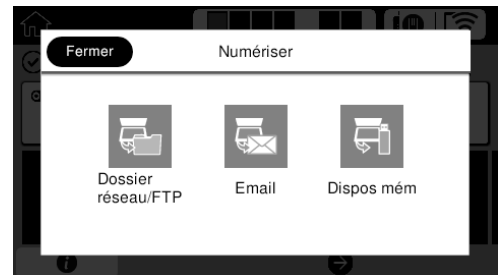 Fermer
Numériser
Dossier
réseau/FTP
Email
Dispos mém